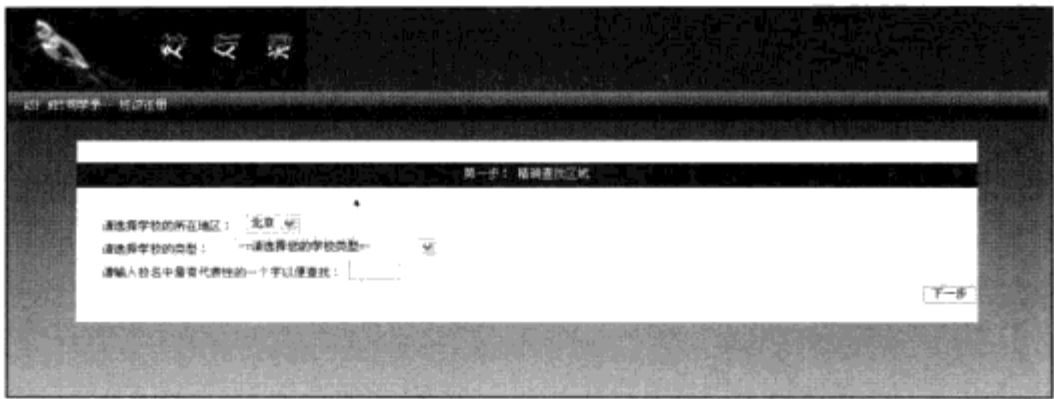 校 友 录
第一步：精确查找区域
请选择学校的所在地区： 北京
请选择学校的类型： --请选择您的学校类型--
请输入校名中最有代表性的一个字以便查找：
下一步